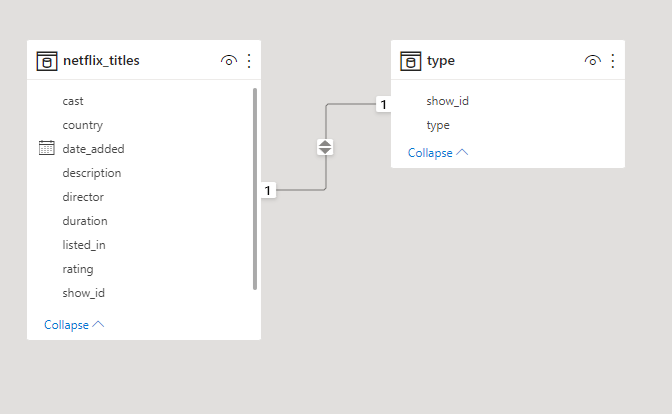 netflix_titles
cast
country
date_added
description
director
duration
listed_in
rating
show_id
Collapse
1
1
type
show_id
type
Collapse